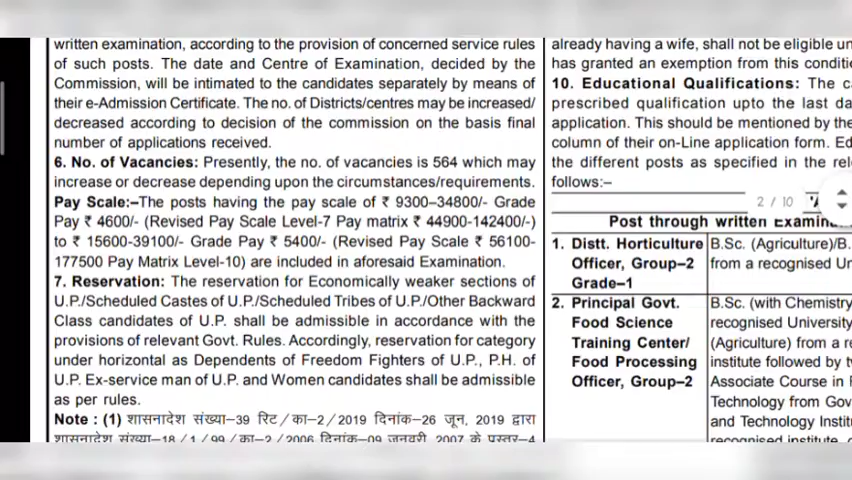 written examination, according to the provision of concerned service rules
of such posts. The date and Centre of Examination, decided by the
Commission, will be intimated to the candidates separately by means of
their e-Admission Certificate. The no. of Districts/centres may be increased/
decreased according to decision of the commission on the basis final
number of applications received.
6. No. of Vacancies: Presently, the no. of vacancies is 564 which may
increase or decrease depending upon the circumstances/requirements.
Pay Scale:–The posts having the pay scale of ₹ 9300–34800/- Grade
Pay ₹ 4600/- (Revised Pay Scale Level-7 Pay matrix ₹ 44900-142400/-)
to ₹ 15600-39100/- Grade Pay ₹ 5400/- (Revised Pay Scale ₹ 56100-
177500 Pay Matrix Level-10) are included in aforesaid Examination.
7. Reservation: The reservation for Economically weaker sections of
U.P./Scheduled Castes of U.P./Scheduled Tribes of U.P./Other Backward
Class candidates of U.P. shall be admissible in accordance with the
provisions of relevant Govt. Rules. Accordingly, reservation for category
under horizontal as Dependents of Freedom Fighters of U.P., P.H. of
U.P. Ex-service man of U.P. and Women candidates shall be admissible
as per rules.
Note : (1) शासनादेश संख्या–39 रिट/का–2/2019 दिनांक–26 जून, 2019 द्वारा
शासनादेश संख्या–18/1/99/का–2/2006 दिनांक–09 जनवरी, 2007 के प्रस्तर–4
already having a wife, shall not be eligible
has granted an exemption from this
10. Educational Qualifications: The
prescribed qualification upto the last
application. This should be mentioned by the
column of their on-Line application form.
the different posts as specified in the
follows:–
2 / 10
Post through written
1. Distt. Horticulture
Officer, Group–2
Grade–1
B.Sc. (Agriculture)/B.
from a recognised
2. Principal Govt.
Food Science
Training Center/
Food Processing
Officer, Group-2
B.Sc. (with Chemistry
recognised University
(Agriculture) from a
institute followed by
Associate Course in
Technology from
and Technology
recognised institute,